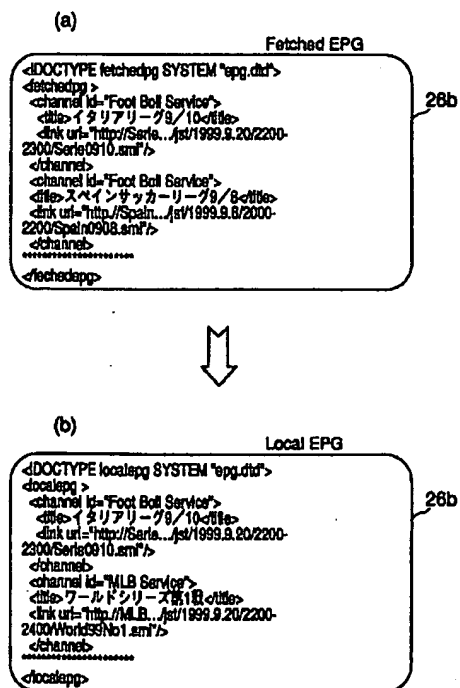 (a)
Fetched EPG
<!DOCTYPE fetchedpg SYSTEM "epg.dtd">
<fetchedpg >
<channel id="Foot Boll Service">
<title>イタリアリーグ9／10</title>
<link url="http://Serie.../jst/1999.9.20/2200-
2300/Serie0910.smi"/>
</channel>
<channel id="Foot Boll Service">
<title>スペインサッカーリーグ9／8</title>
<link url="http://Spain.../jst/1999.9.8/2000-
2200/Spain0908.smi"/>
</channel>
**********************
</fechedepg>
26b
(b)
Local EPG
<!DOCTYPE localepg SYSTEM "epg.dtd">
<localepg >
<channel id="Foot Boll Service">
<title>イタリアリーグ9／10</title>
<link url="http://Serie.../jst/1999.9.20/2200-
2300/Serie0910.smi"/>
</channel>
<channel id="MLB Service">
<title>ワールドシリーズ第1戦</title>
<link url="http://MLB.../jst/1999.9.20/2200-
2400/World99No1.smi"/>
</channel>
**********************
</localepg>
26b